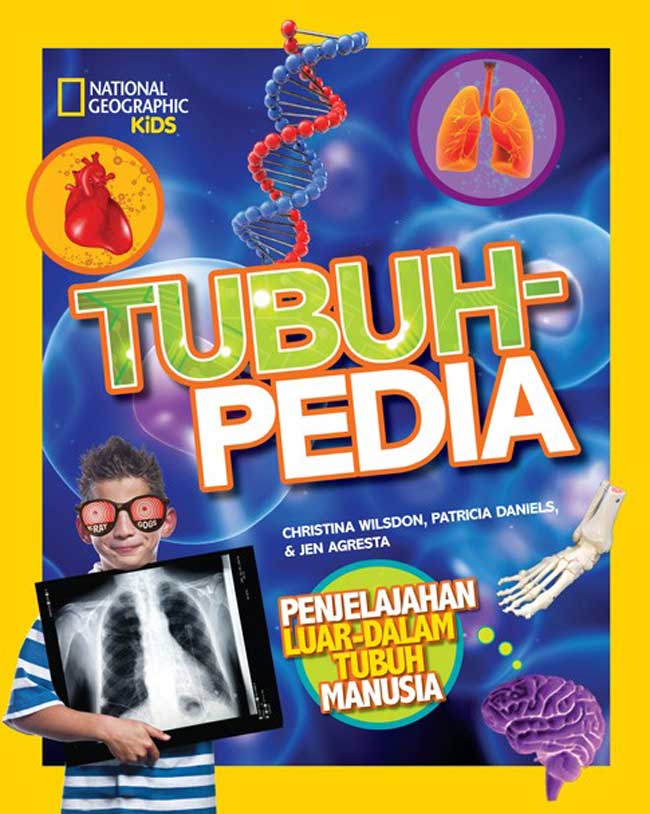 NATIONAL
GEOGRAPHIC
KiDS
TUBUH-
PEDIA
CHRISTINA WILSDON, PATRICIA DANIELS,
& JEN AGRESTA
X-RAY GOGS
PENJELAJAHAN
LUAR-DALAM
TUBUH
MANUSIA